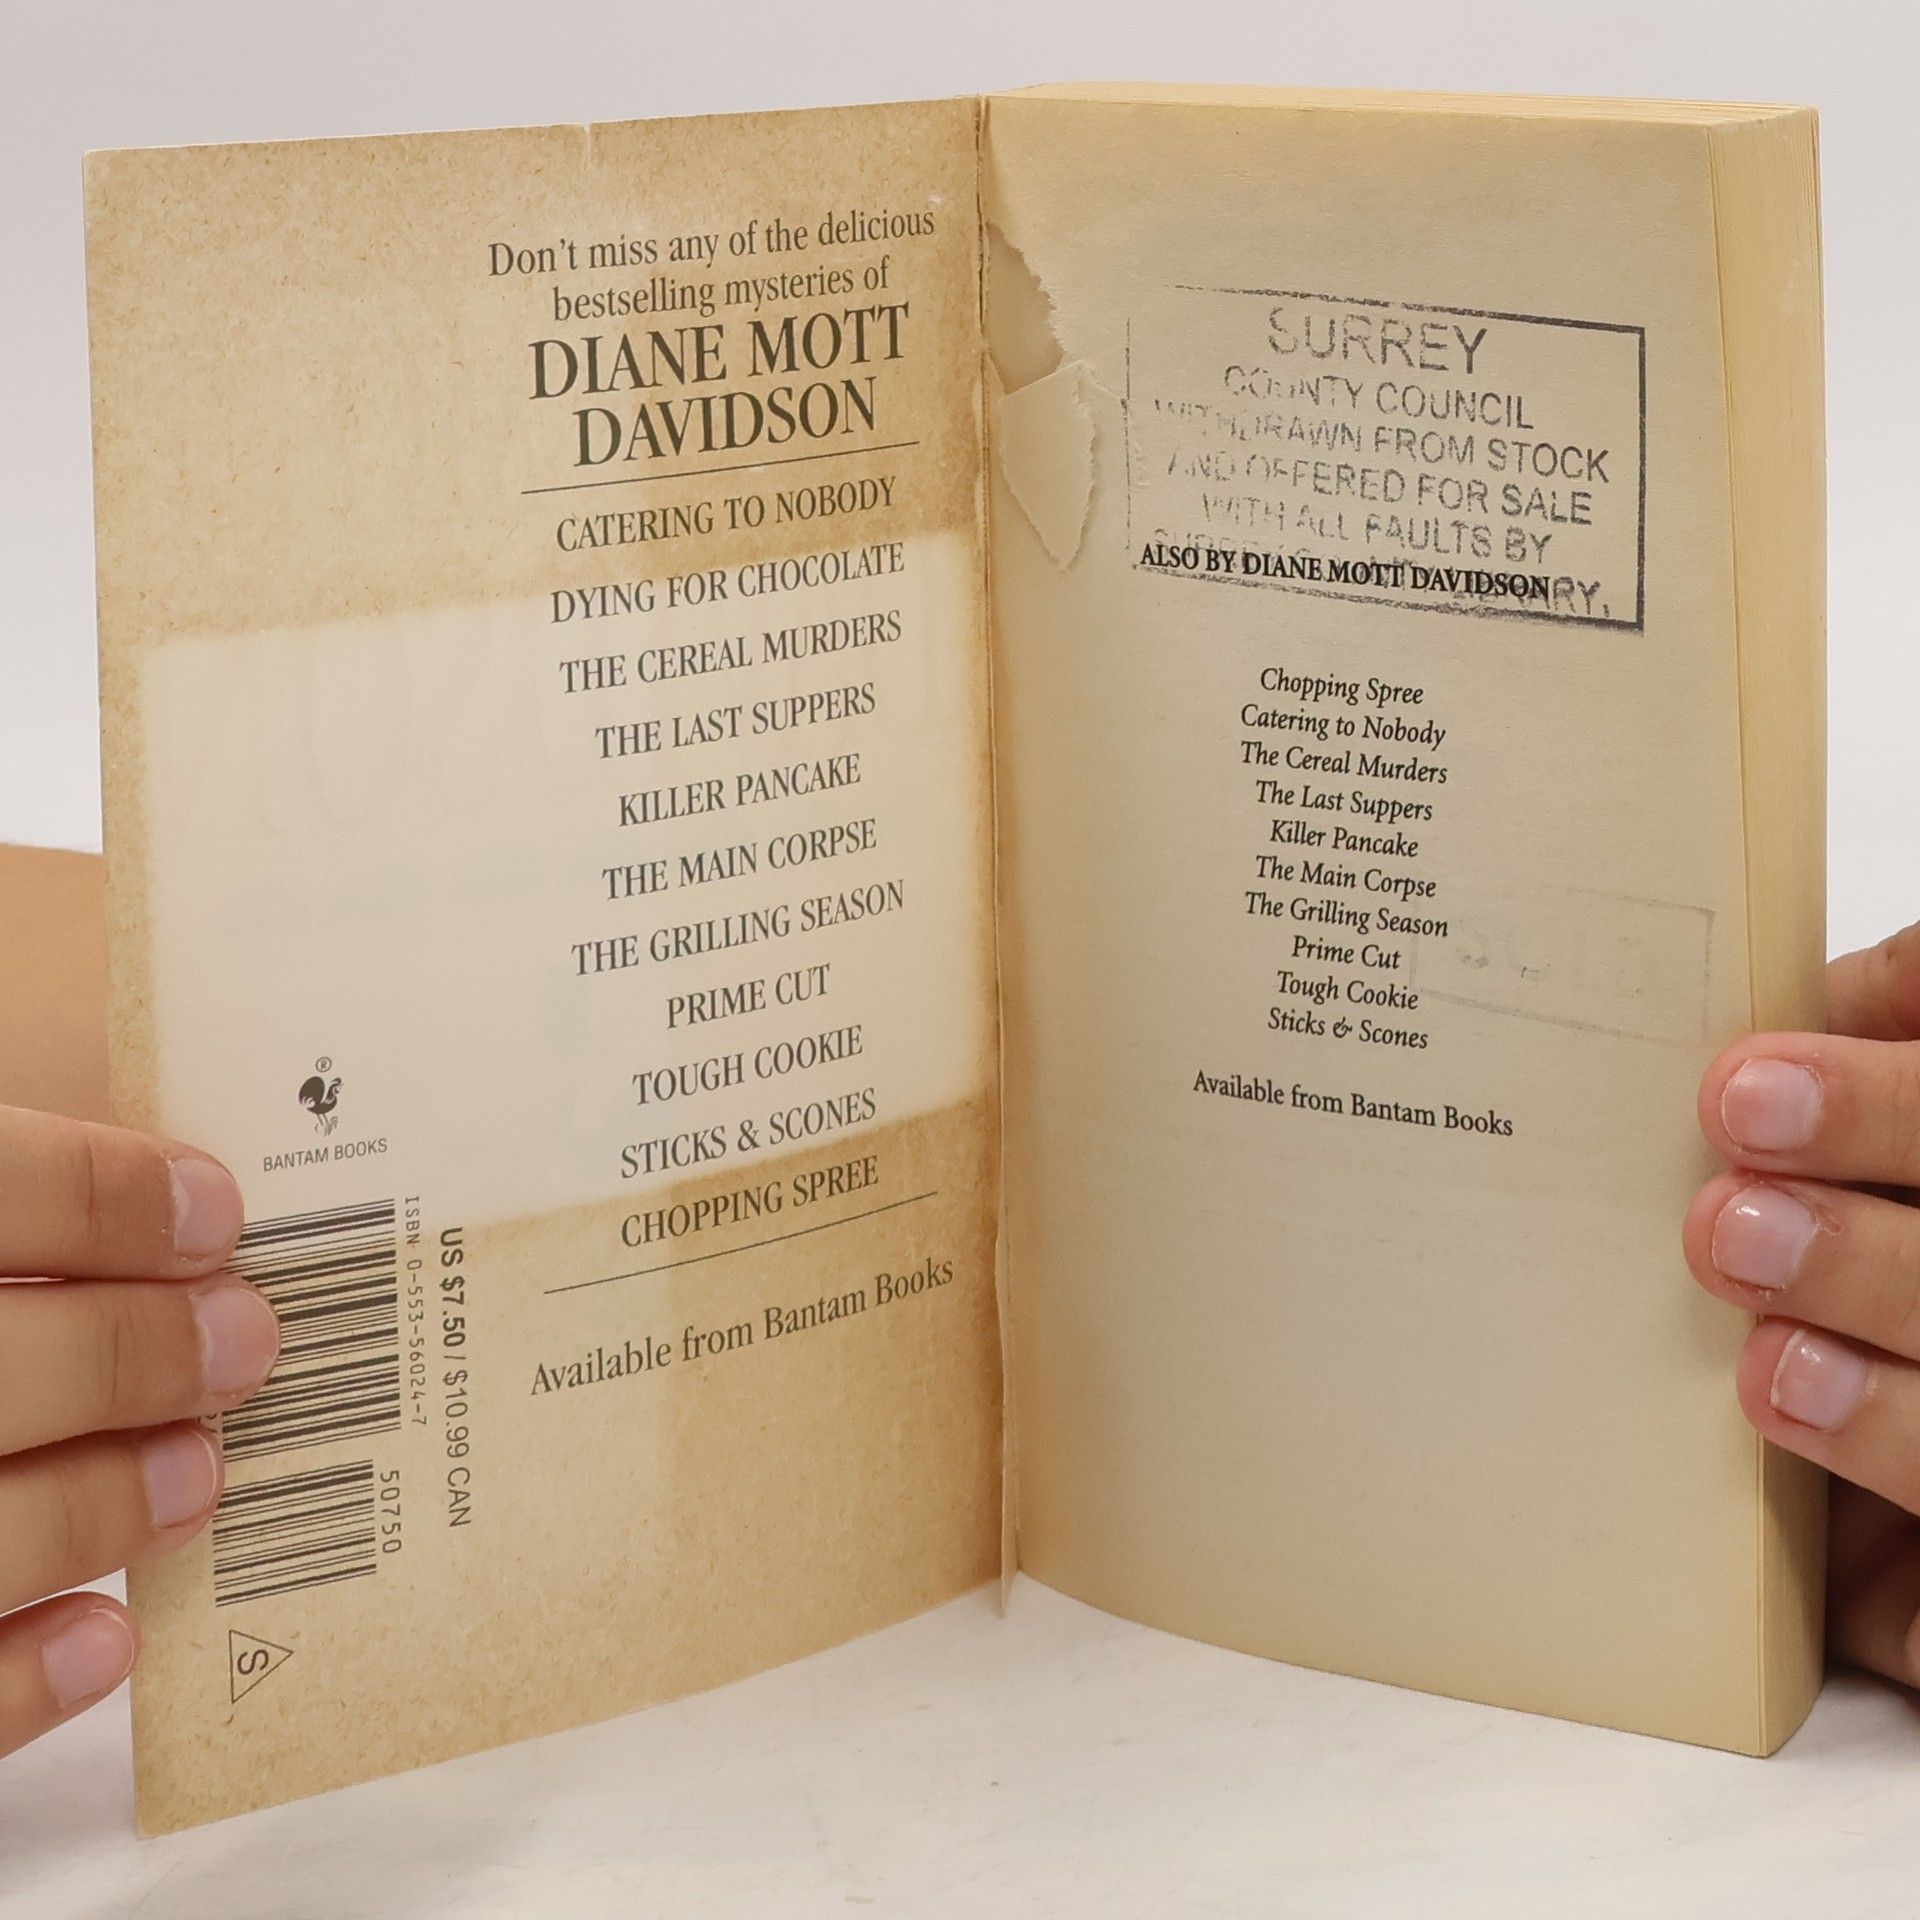 Don't miss any of the delicious
bestselling mysteries of
DIANE MOTT
DAVIDSON
CATERING TO NOBODY
DYING FOR CHOCOLATE
THE CEREAL MURDERS
THE LAST SUPPERS
KILLER PANCAKE
THE MAIN CORPSE
THE GRILLING SEASON
PRIME CUT
TOUGH COOKIE
STICKS & SCONES
CHOPPING SPREE
Available from Bantam Books
®
BANTAM BOOKS
ISBN 0-553-56024-7
US $7.50 / $10.99 CAN
50750
S
SURREY
COUNTY COUNCIL
WITHDRAWN FROM STOCK
AND OFFERED FOR SALE
WITH ALL FAULTS BY
ALSO BY DIANE MOTT DAVIDSON
Chopping Spree
Catering to Nobody
The Cereal Murders
The Last Suppers
Killer Pancake
The Main Corpse
The Grilling Season
Prime Cut
Tough Cookie
Sticks & Scones
Available from Bantam Books